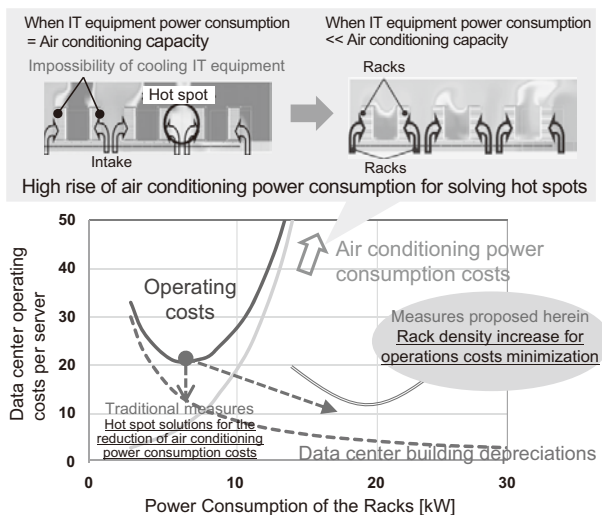 When IT equipment power consumption
= Air conditioning capacity
When IT equipment power consumption
<< Air conditioning capacity
Impossibility of cooling IT equipment
Hot spot
Intake
Racks
Racks
High rise of air conditioning power consumption for solving hot spots
Data center operating
costs per server
50
40
30
20
10
0
Operating
costs
Air conditioning power
consumption costs
Measures proposed herein
Rack density increase for
operations costs minimization
Traditional measures
Hot spot solutions for the
reduction of air conditioning
power consumption costs
Data center building depreciations
0
10
20
30
Power Consumption of the Racks [kW]